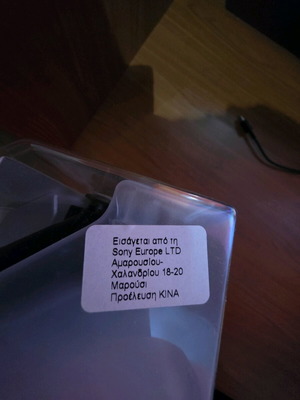 Εισάγεται από τη
Sony Europe LTD
Αμαρουσίου-
Χαλανδρίου 18-20
Μαρούσι
Προέλευση ΚΙΝΑ